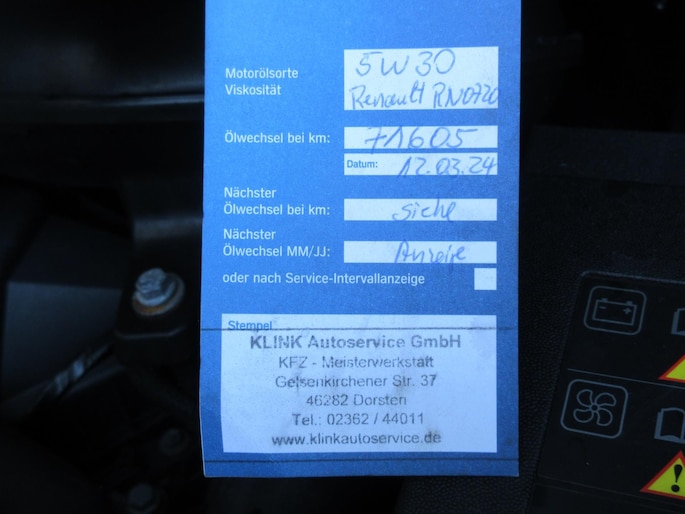 Motorölsorte
Viskosität
5W30
Renault RN0720
Ölwechsel bei km: 71605
Datum: 12.03.24
Nächster
Ölwechsel bei km: siehe
Nächster
Ölwechsel MM/JJ: Anzeige
oder nach Service-Intervallanzeige
Stempel
KLINK Autoservice GmbH
KFZ - Meisterwerkstatt
Gelsenkirchener Str. 37
46282 Dorsten
Tel.: 02362 / 44011
www.klinkautoservice.de